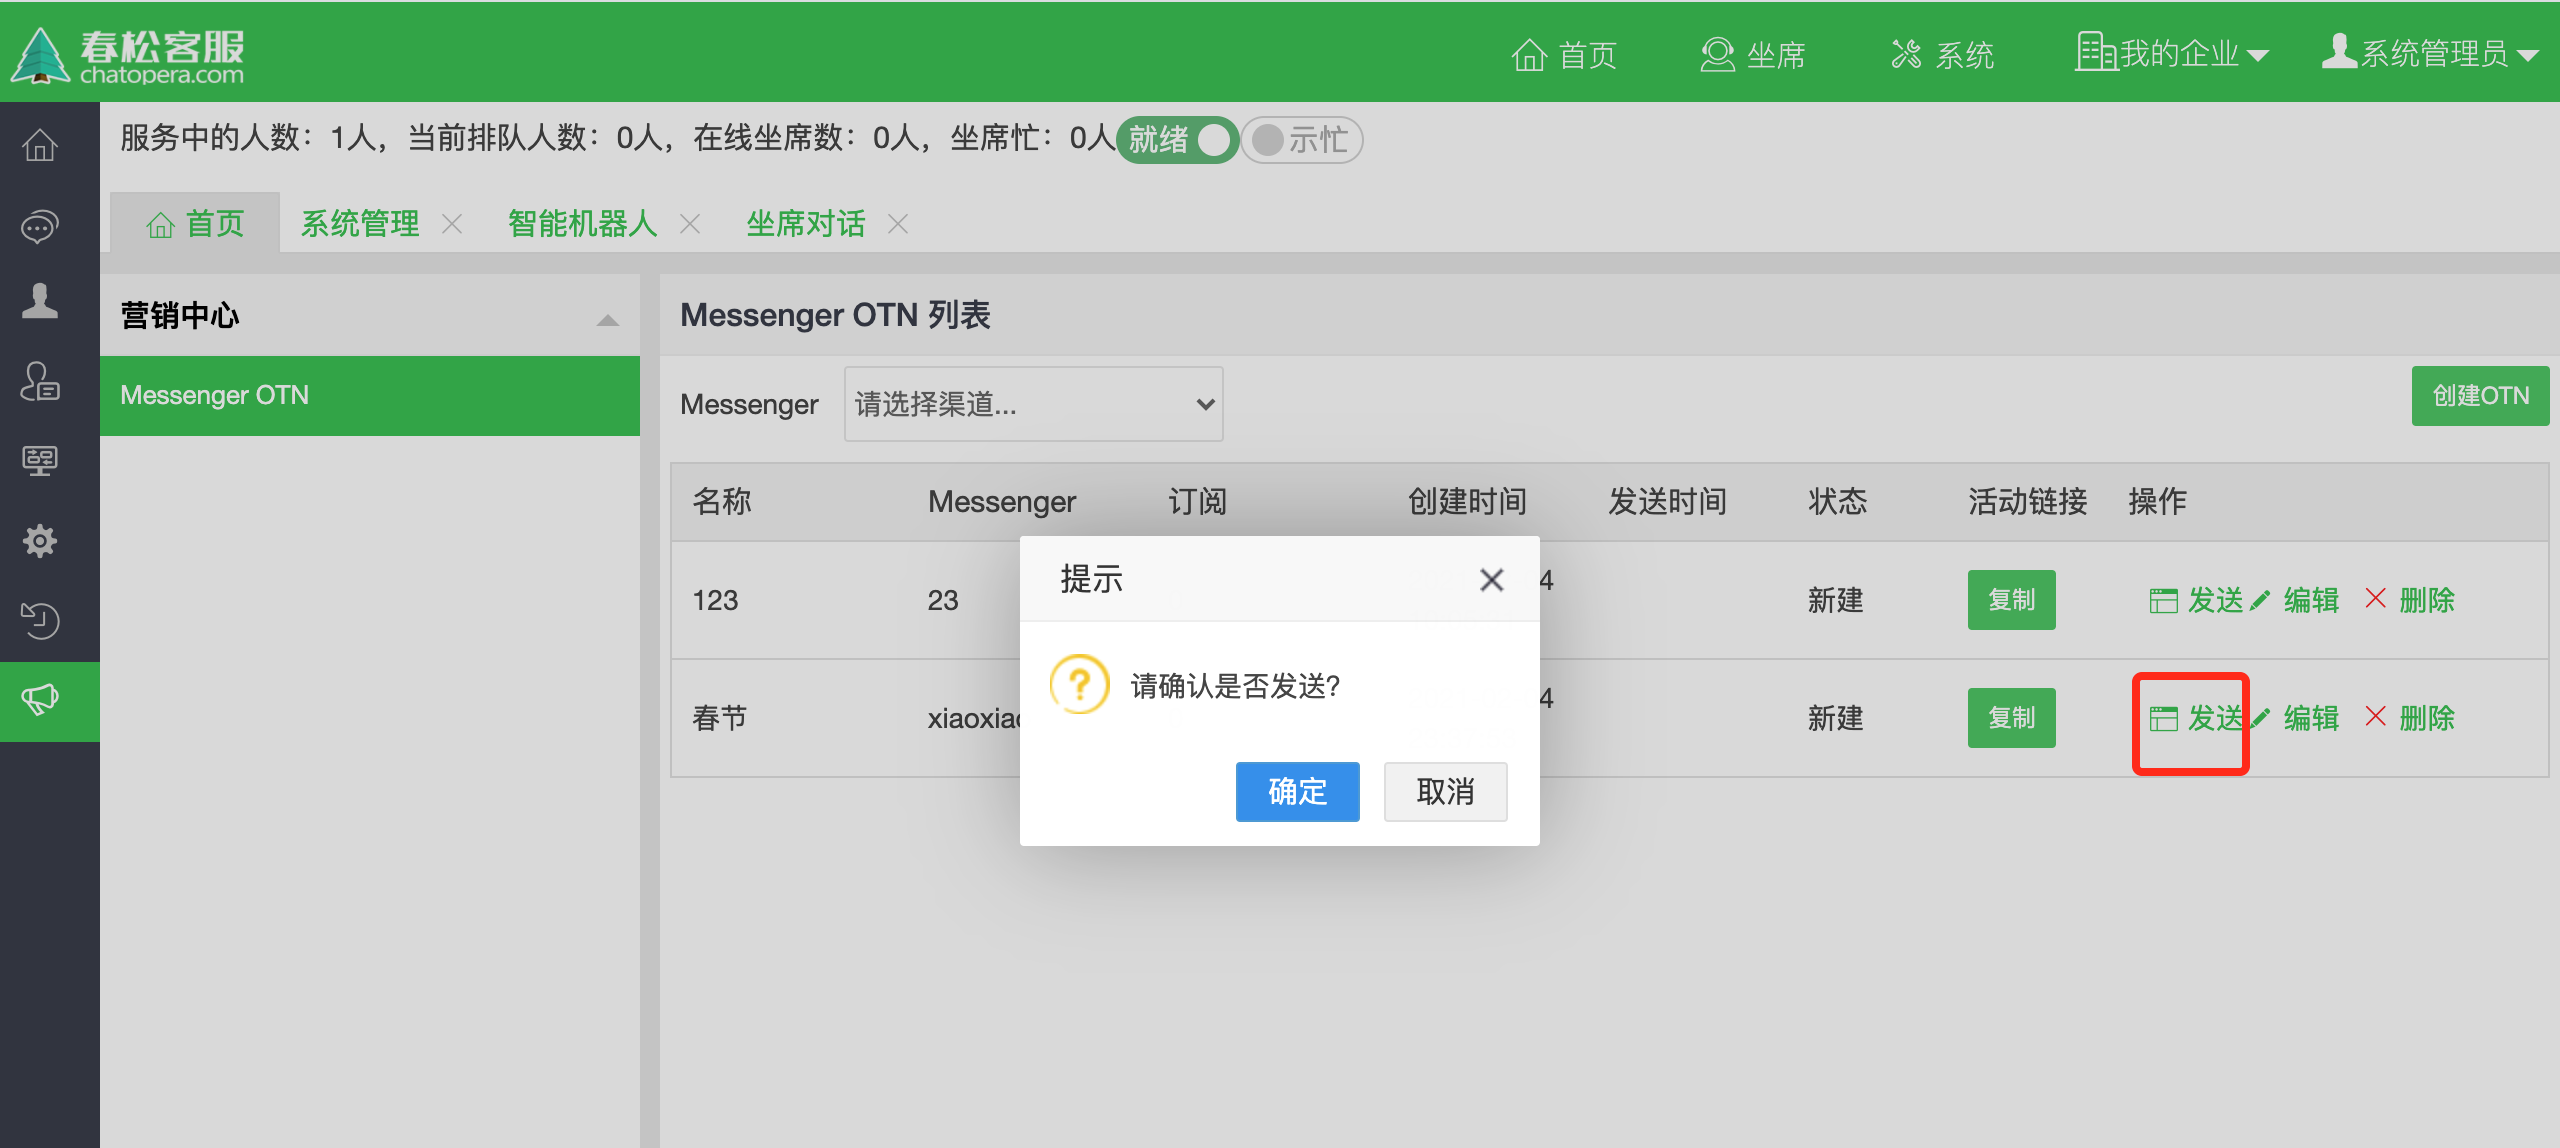 春松客服
chatopera.com
首页
坐席
系统
我的企业
系统管理员
服务中的人数：1人，当前排队人数：0人，在线坐席数：0人，坐席忙：0人 就绪 示忙
首页 系统管理 智能机器人 坐席对话
营销中心
Messenger OTN
Messenger OTN 列表
Messenger 请选择渠道... 创建OTN
名称 Messenger 订阅 创建时间 发送时间 状态 活动链接 操作
123 23 4 新建 复制 发送 编辑 删除
春节 4 新建 复制 发送 编辑 删除
提示
请确认是否发送?
确定 取消